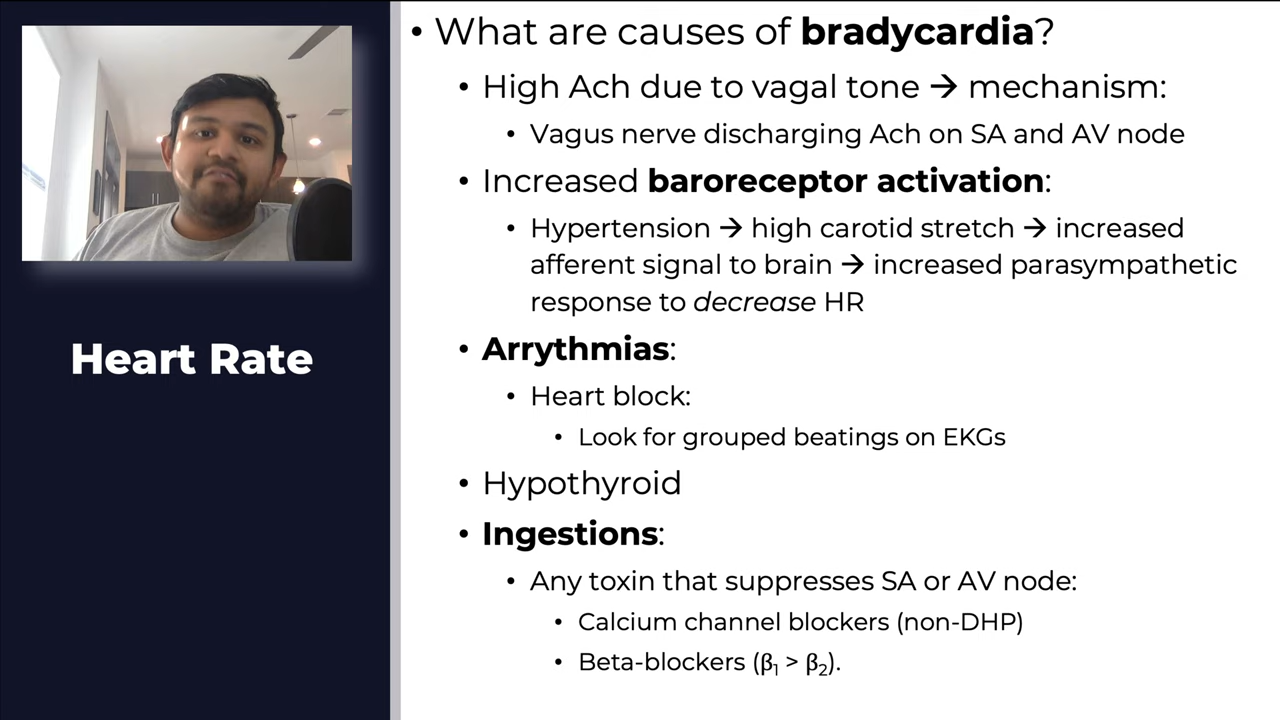 Heart Rate
• What are causes of bradycardia?
• High Ach due to vagal tone → mechanism:
• Vagus nerve discharging Ach on SA and AV node
• Increased baroreceptor activation:
• Hypertension → high carotid stretch → increased
afferent signal to brain → increased parasympathetic
response to decrease HR
• Arrythmias:
• Heart block:
• Look for grouped beatings on EKGs
• Hypothyroid
• Ingestions:
• Any toxin that suppresses SA or AV node:
• Calcium channel blockers (non-DHP)
• Beta-blockers (β₁ > β₂).